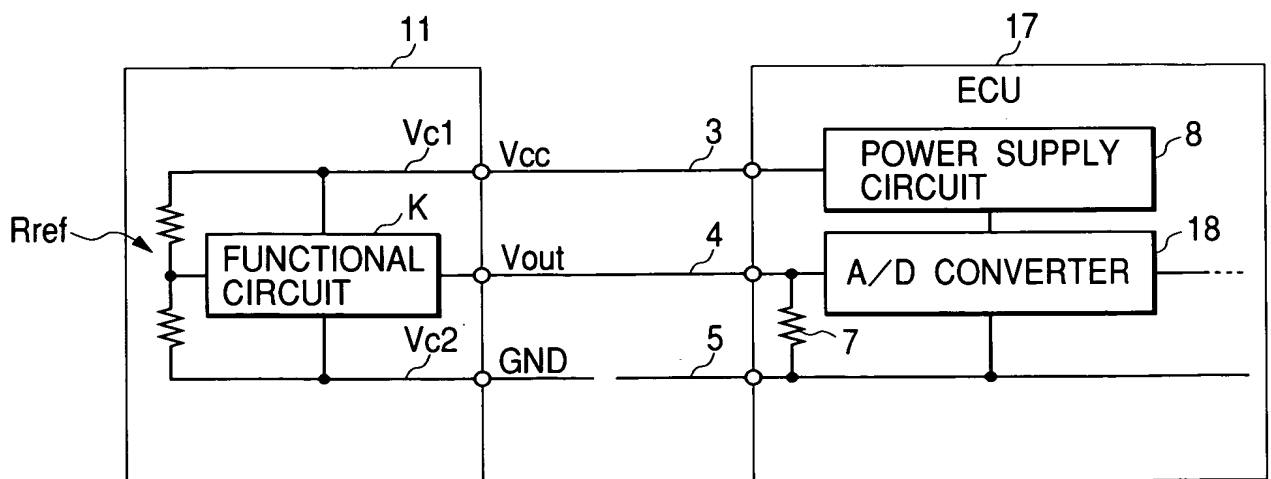 11
17
ECU
Vc1
Vcc
3
POWER SUPPLY
CIRCUIT
8
Rref
K
FUNCTIONAL
CIRCUIT
Vout
4
A/D CONVERTER
18
7
Vc2
GND
5